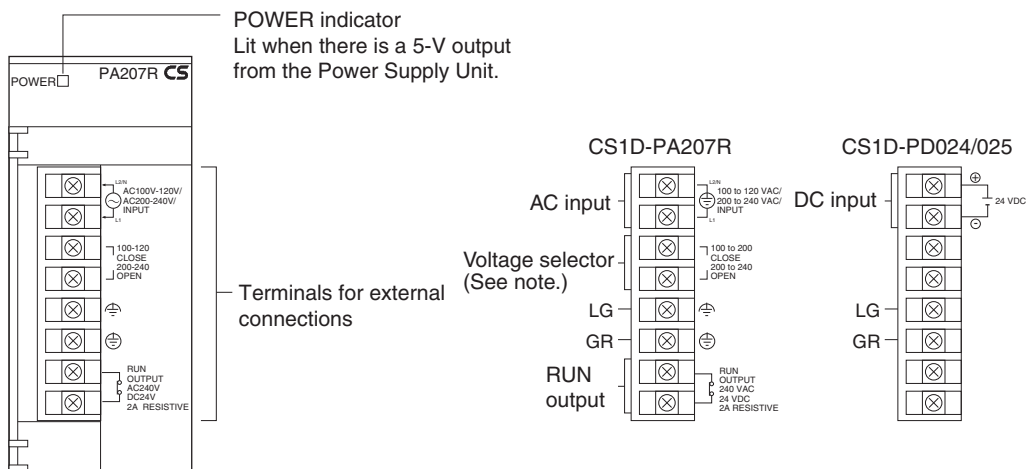 POWER indicator
Lit when there is a 5-V output
from the Power Supply Unit.
POWER
PA207R CS
L2/N
AC100V-120V/
AC200-240V/
INPUT
L1
100-120
CLOSE
200-240
OPEN
RUN
OUTPUT
AC240V
DC24V
2A RESISTIVE
Terminals for external
connections
CS1D-PA207R
AC input
L2/N
100 to 120 VAC/
200 to 240 VAC/
INPUT
L1
Voltage selector
(See note.)
100 to 200
CLOSE
200 to 240
OPEN
LG
GR
RUN
output
RUN
OUTPUT
240 VAC
24 VDC
2A RESISTIVE
CS1D-PD024/025
DC input
+
24 VDC
-
LG
GR